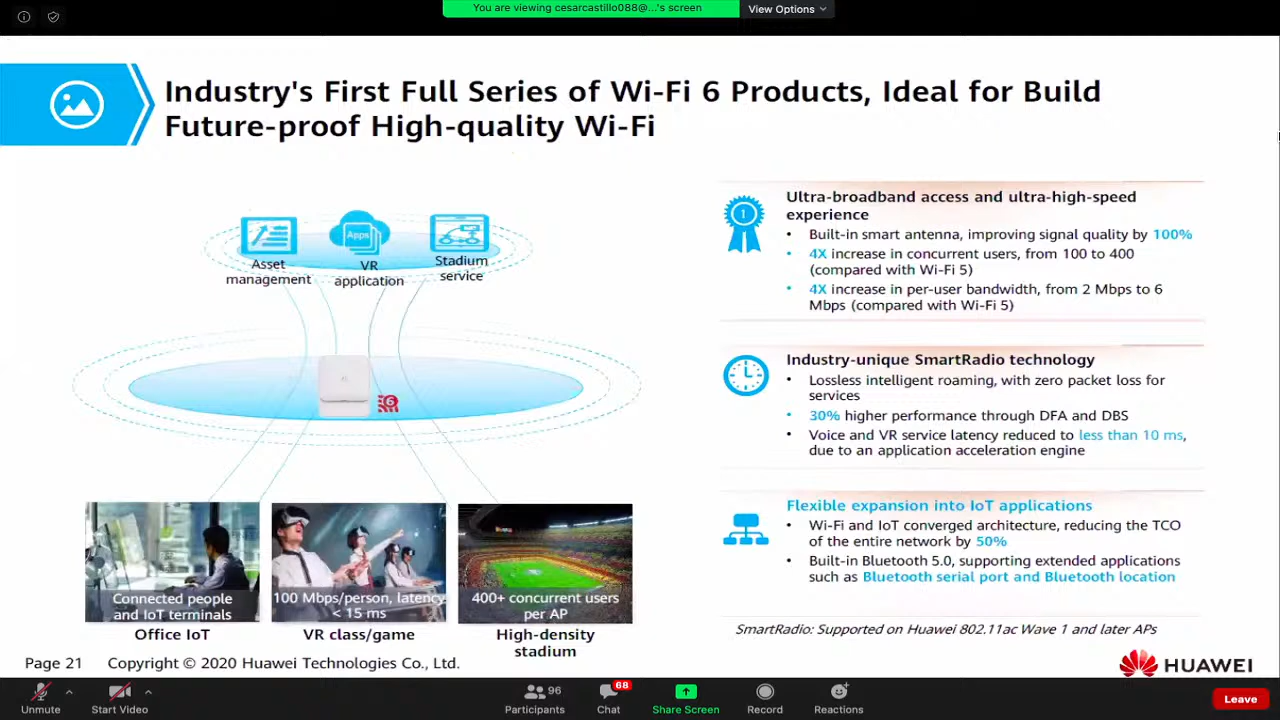 You are viewing cesarcastillo088@...'s screen
View Options
Industry's First Full Series of Wi-Fi 6 Products, Ideal for Build
Future-proof High-quality Wi-Fi
Asset
management
Apps
VR
application
Stadium
service
6
Connected people
and IoT terminals
Office IoT
100 Mbps/person, latency
< 15 ms
VR class/game
400+ concurrent users
per AP
High-density
stadium
1
Ultra-broadband access and ultra-high-speed
experience
• Built-in smart antenna, improving signal quality by 100%
• 4X increase in concurrent users, from 100 to 400
(compared with Wi-Fi 5)
• 4X increase in per-user bandwidth, from 2 Mbps to 6
Mbps (compared with Wi-Fi 5)
Industry-unique SmartRadio technology
• Lossless intelligent roaming, with zero packet loss for
services
• 30% higher performance through DFA and DBS
• Voice and VR service latency reduced to less than 10 ms,
due to an application acceleration engine
Flexible expansion into IoT applications
• Wi-Fi and IoT converged architecture, reducing the TCO
of the entire network by 50%
• Built-in Bluetooth 5.0, supporting extended applications
such as Bluetooth serial port and Bluetooth location
SmartRadio: Supported on Huawei 802.11ac Wave 1 and later APs
Page 21 Copyright © 2020 Huawei Technologies Co., Ltd.
HUAWEI
Unmute
Start Video
96
Participants
68
Chat
Share Screen
Record
Reactions
Leave